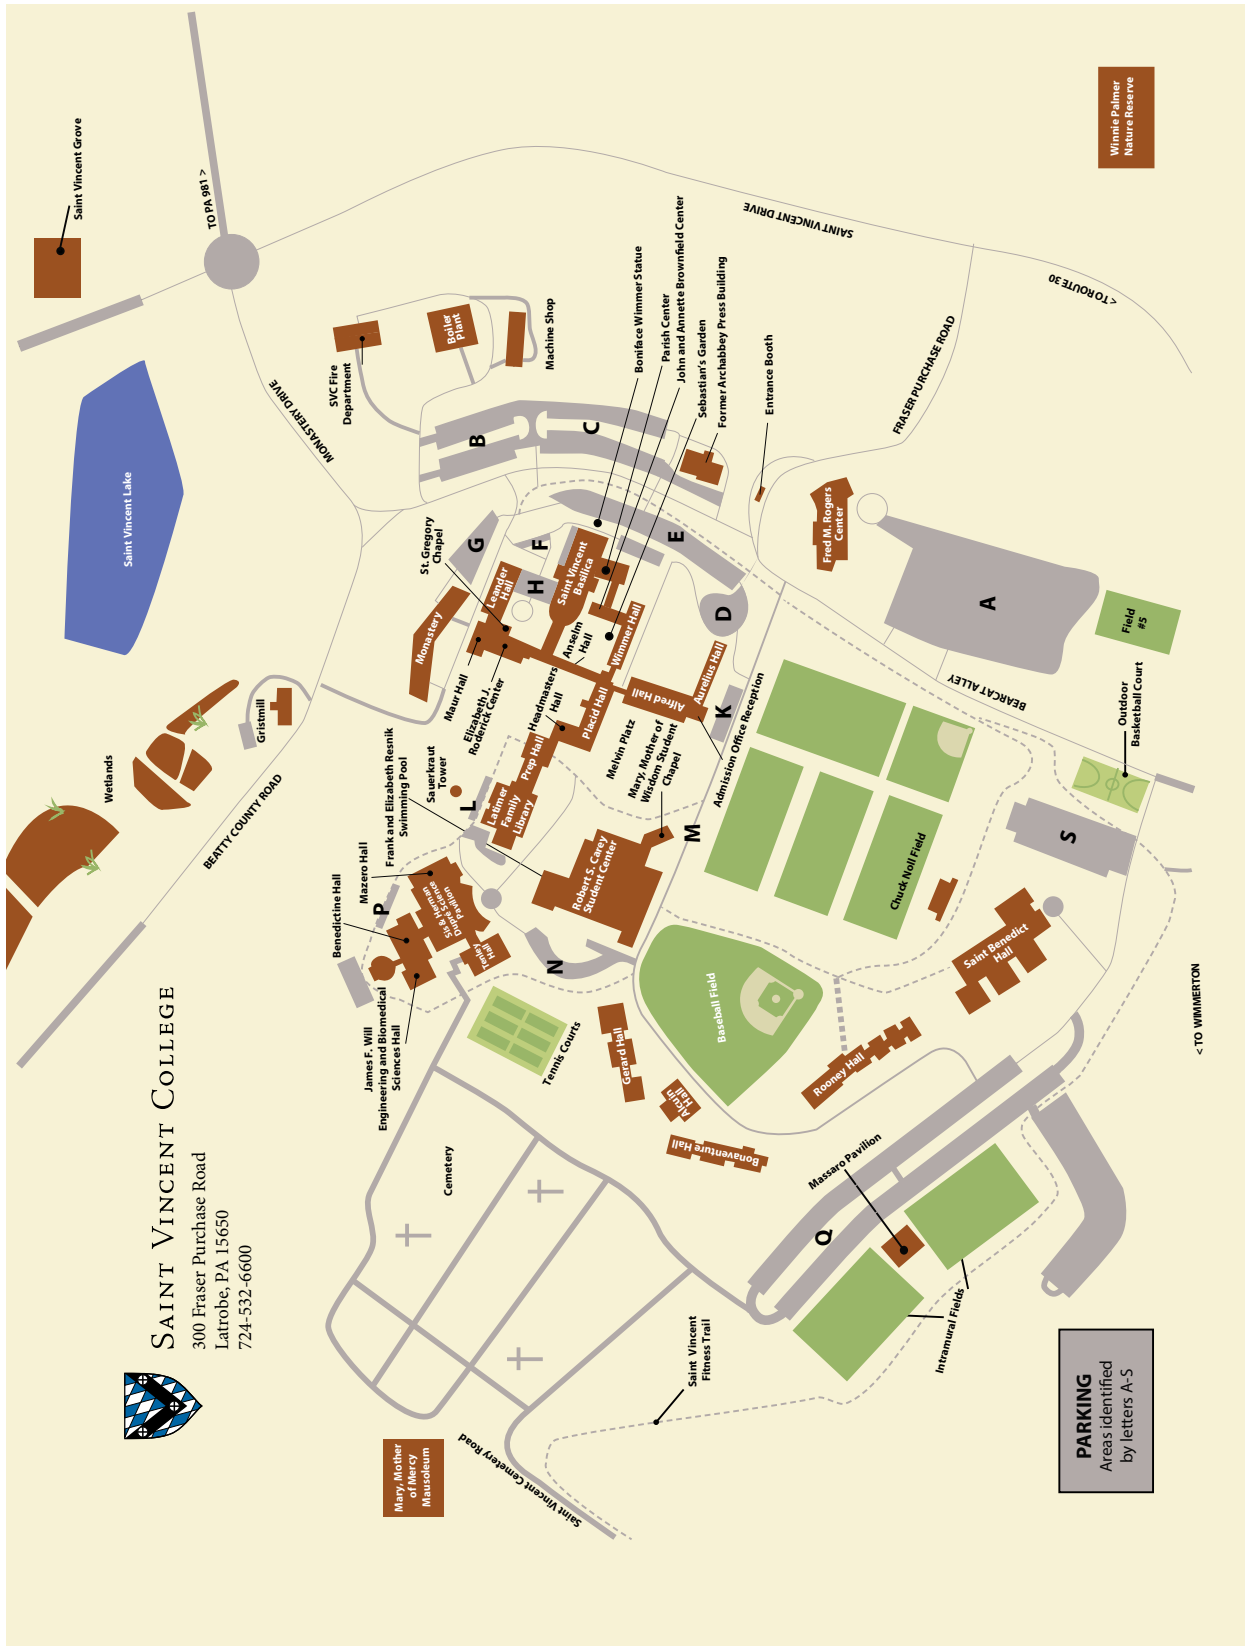 SAINT VINCENT COLLEGE
300 Fraser Purchase Road
Latrobe, PA 15650
724-532-6600
Saint Vincent Grove
TO PA 981 >
Saint Vincent Lake
MONASTERY DRIVE
SVC Fire
Department
Boiler
Plant
Machine Shop
B
C
Boniface Wimmer Statue
Parish Center
John and Annette Brownfield Center
Sebastian's Garden
Former Archabbey Press Building
Entrance Booth
SAINT VINCENT DRIVE
< TO ROUTE 30
FRASER PURCHASE ROAD
Winnie Palmer
Nature Reserve
Fred M. Rogers
Center
A
Field
#5
BEARCAT ALLEY
Outdoor
Basketball Court
S
St. Gregory
Chapel
G
F
H
E
D
K
Leander
Hall
Saint Vincent
Basilica
Monastery
Maur Hall
Elizabeth J.
Roderick Center
Anselm
Hall
Wimmer Hall
Headmasters
Hall
Placid Hall
Alfred Hall
Aurelius Hall
Prep Hall
Melvin Platz
Mary, Mother of
Wisdom Student
Chapel
Admission Office Reception
Latimer
Family
Library
L
Sauerkraut
Tower
Frank and Elizabeth Resnik
Swimming Pool
Gristmill
Wetlands
BEATTY COUNTY ROAD
Mazero Hall
Benedictine Hall
P
Sis & Herman
Dupré Science
Pavilion
Tenley
Hall
James F. Will
Engineering and Biomedical
Sciences Hall
Robert S. Carey
Student Center
M
N
Chuck Noll Field
Saint Benedict
Hall
Baseball Field
Tennis Courts
Gerard Hall
Alcuin
Hall
Bonaventure Hall
Rooney Hall
< TO WIMMERTON
Massaro Pavilion
Q
Intramural Fields
Cemetery
Saint Vincent
Fitness Trail
Saint Vincent Cemetery Road
Mary, Mother
of Mercy
Mausoleum
PARKING
Areas identified
by letters A-S